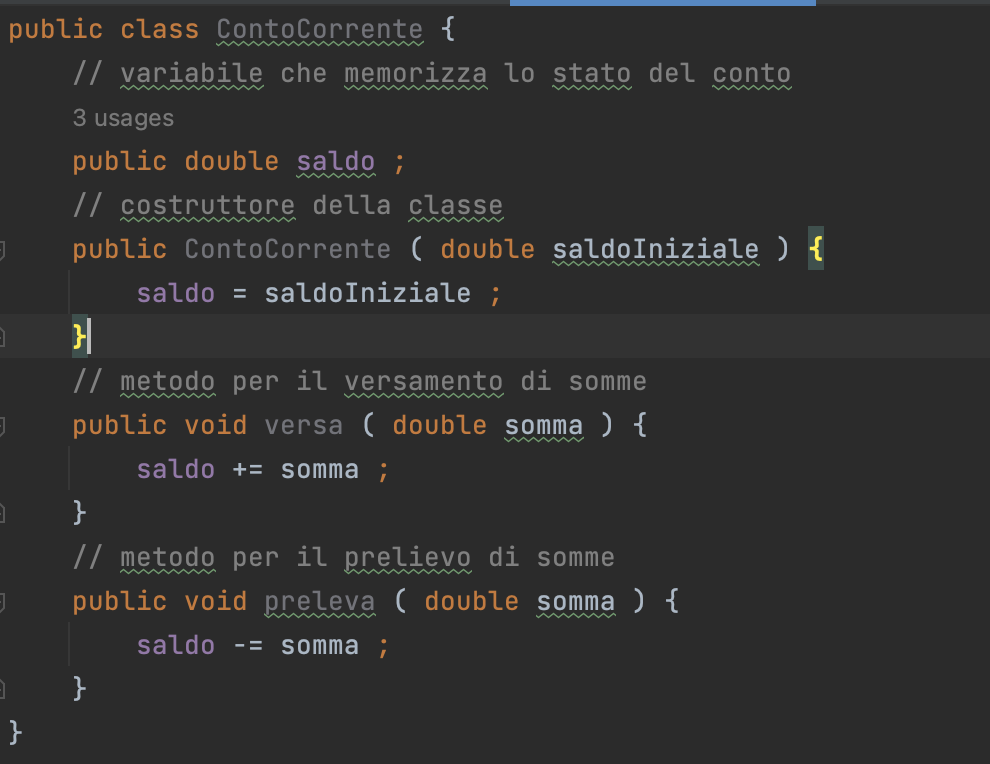 public class ContoCorrente {
// variabile che memorizza lo stato del conto
3 usages
public double saldo ;
// costruttore della classe
public ContoCorrente ( double saldoIniziale ) {
saldo = saldoIniziale ;
}
// metodo per il versamento di somme
public void versa ( double somma ) {
saldo += somma ;
}
// metodo per il prelievo di somme
public void preleva ( double somma ) {
saldo -= somma ;
}
}